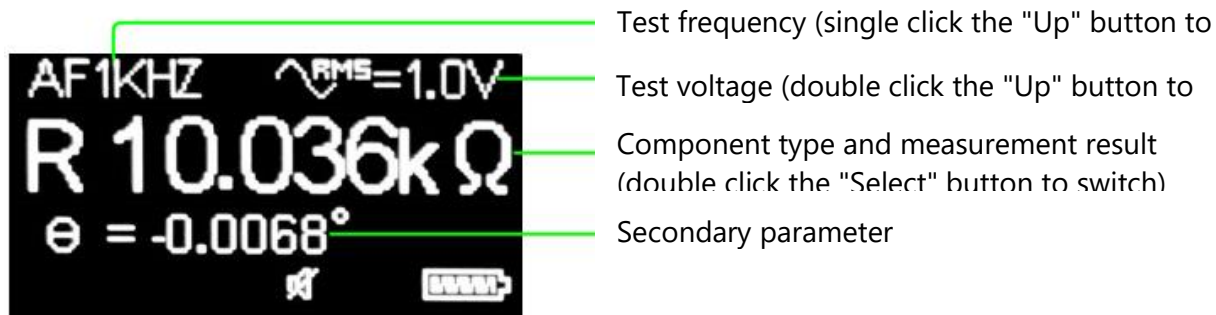 Test frequency (single click the "Up" button to
AF1KHZ RMS=1.0V
Test voltage (double click the "Up" button to
R 10.036kΩ
Component type and measurement result
(double click the "Select" button to switch)
θ = -0.0068°
Secondary parameter